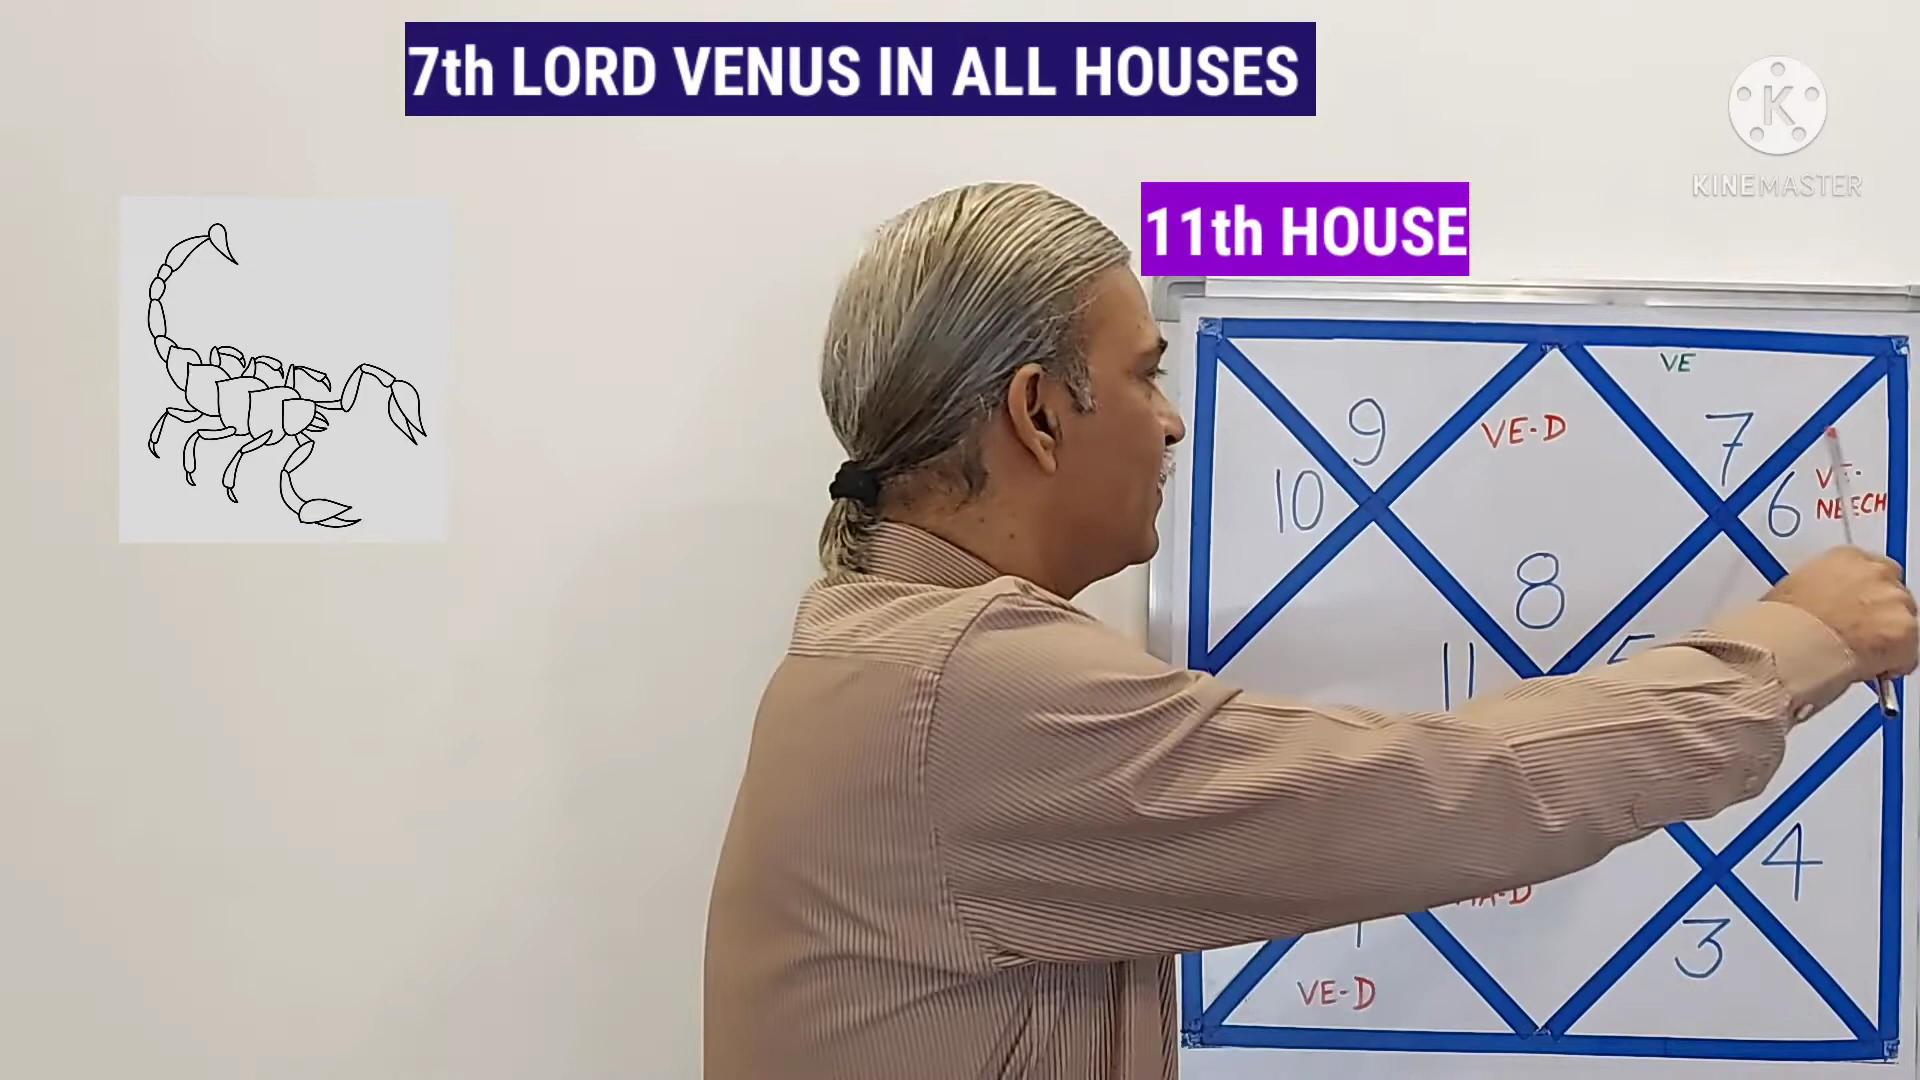 7th LORD VENUS IN ALL HOUSES
K
KINEMASTER
11th HOUSE
VE
9
VE-D
7
10
6
NEECH
8
11
4
3
VE-D